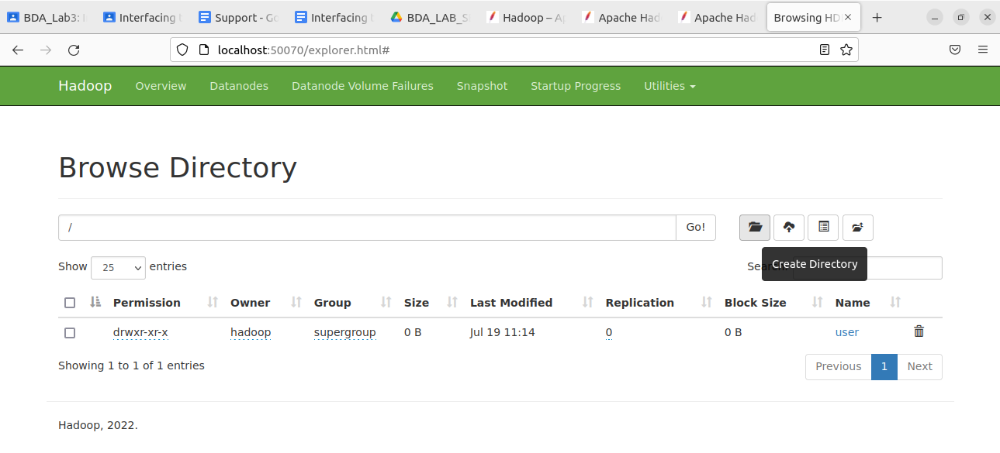 BDA_Lab3: I
Interfacing t
Support - Go
Interfacing t
BDA_LAB_S
Hadoop – Ap
Apache Had
Apache Had
Browsing HD
localhost:50070/explorer.html#
Hadoop Overview Datanodes Datanode Volume Failures Snapshot Startup Progress Utilities
Browse Directory
/ Go!
Create Directory
Show 25 entries
Permission Owner Group Size Last Modified Replication Block Size Name
drwxr-xr-x hadoop supergroup 0 B Jul 19 11:14 0 0 B user
Showing 1 to 1 of 1 entries
Previous 1 Next
Hadoop, 2022.